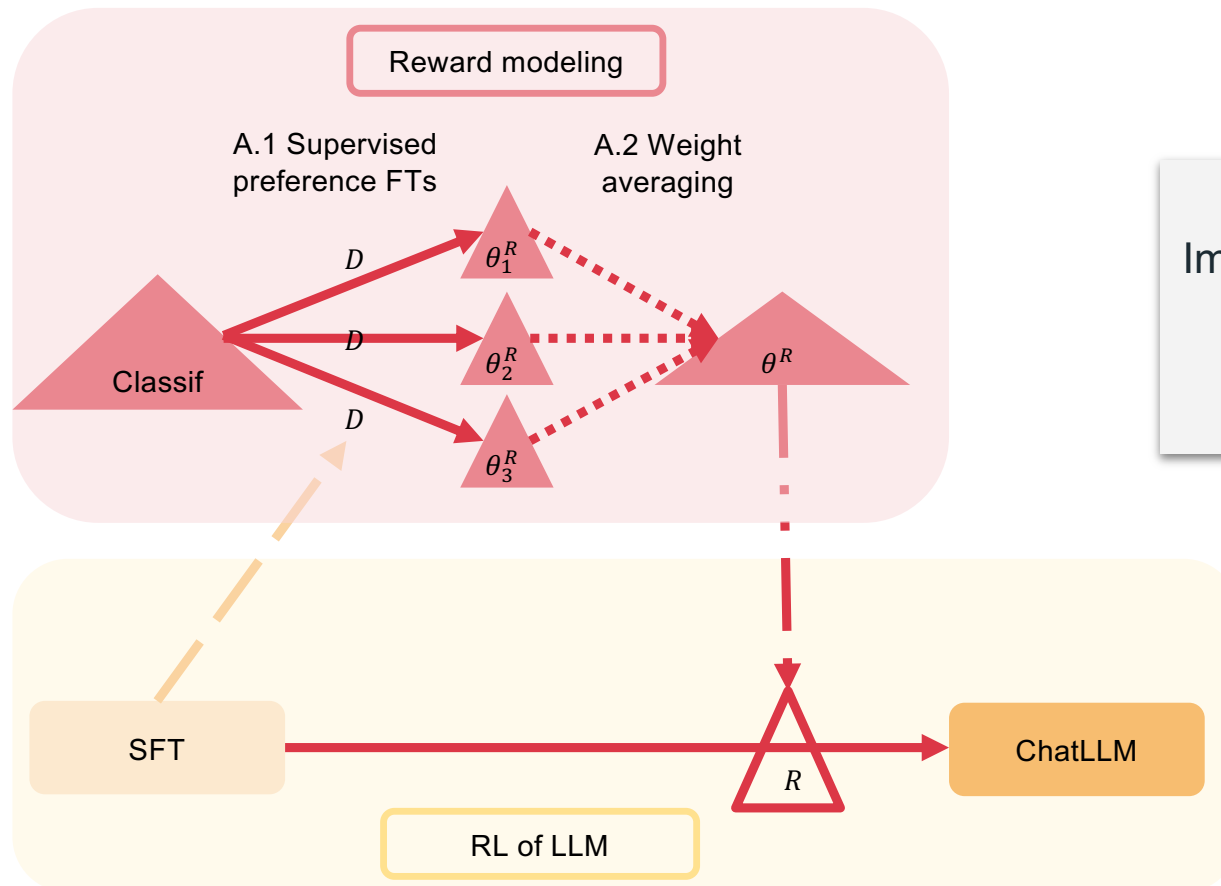 Reward modeling
A.1 Supervised
preference FTs
A.2 Weight
averaging
D
D
D
θ₁ᴿ
θ₂ᴿ
θ₃ᴿ
Classif
θᴿ
Im
SFT
R
ChatLLM
RL of LLM